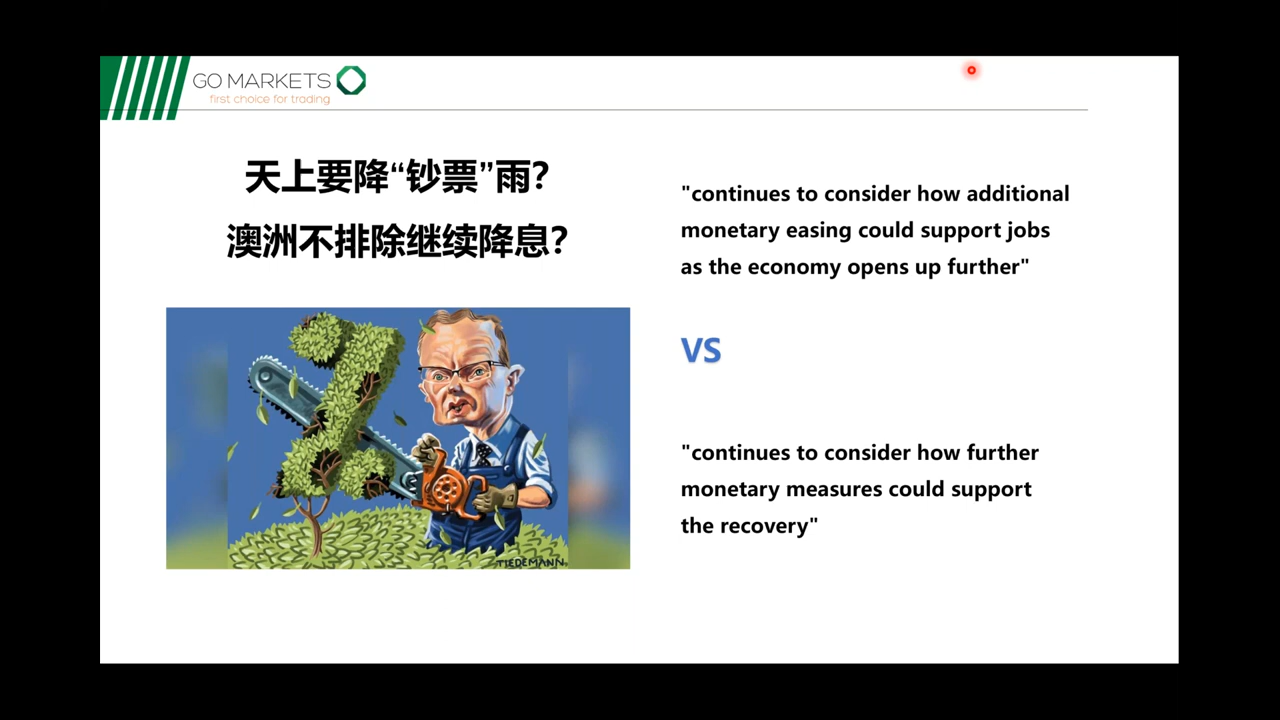 GO MARKETS
first choice for trading
天上要降“钞票”雨?
澳洲不排除继续降息?
"continues to consider how additional
monetary easing could support jobs
as the economy opens up further"
VS
"continues to consider how further
monetary measures could support
the recovery"
TIEDEMANN